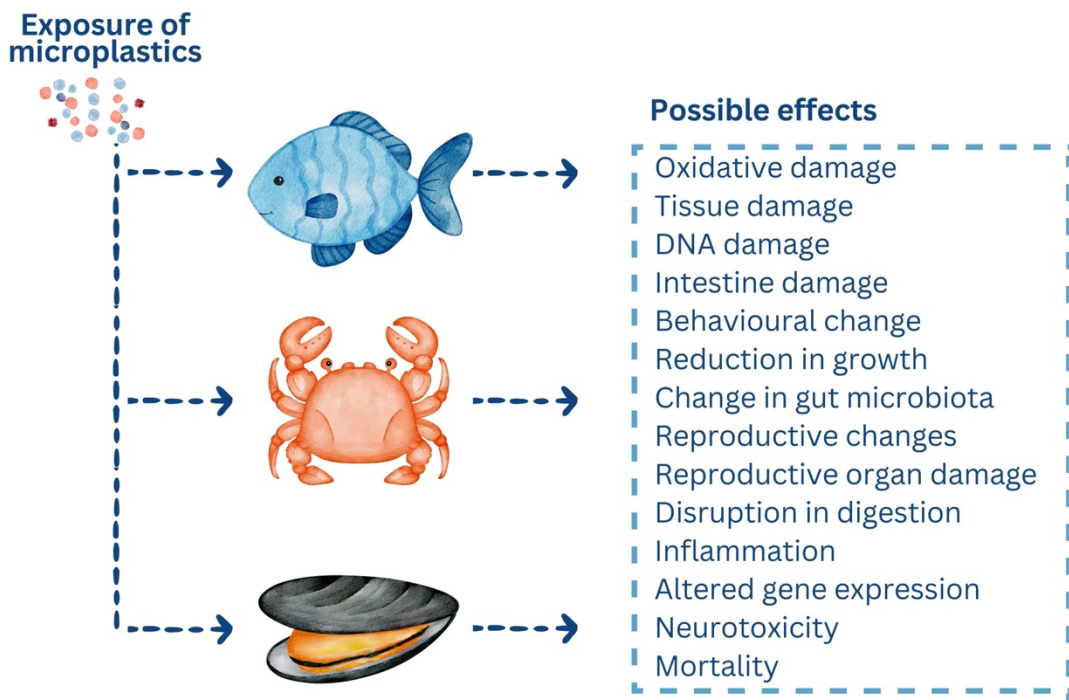 Exposure of
microplastics
Possible effects
Oxidative damage
Tissue damage
DNA damage
Intestine damage
Behavioural change
Reduction in growth
Change in gut microbiota
Reproductive changes
Reproductive organ damage
Disruption in digestion
Inflammation
Altered gene expression
Neurotoxicity
Mortality